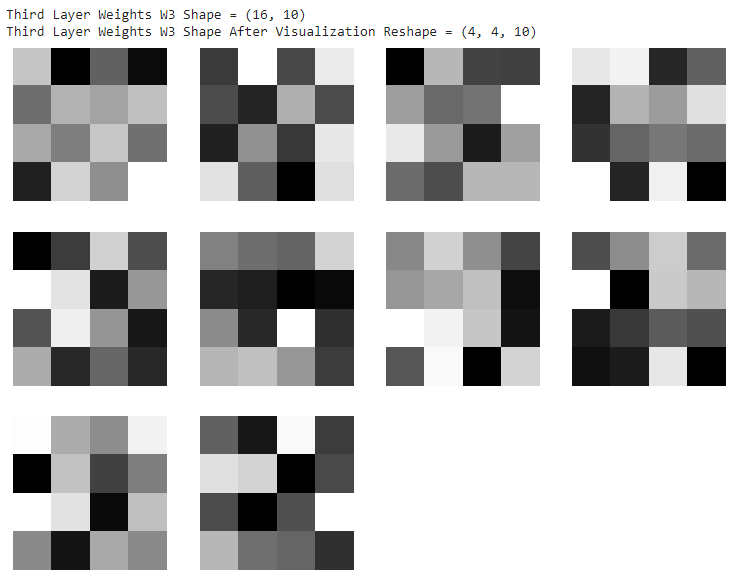 Third Layer Weights W3 Shape = (16, 10)
Third Layer Weights W3 Shape After Visualization Reshape = (4, 4, 10)